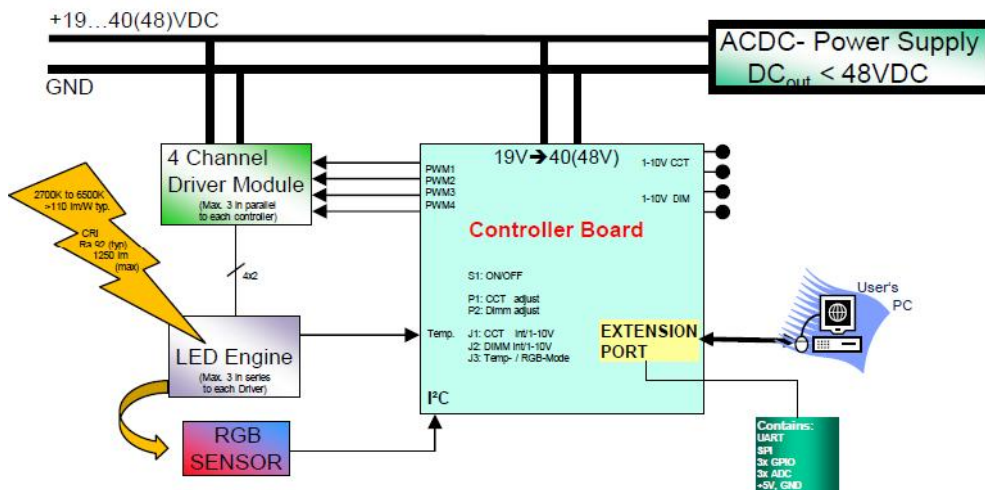 +19...40(48)VDC
GND
ACDC- Power Supply
DCout < 48VDC
4 Channel
Driver Module
(Max. 3 in parallel
to each controller)
2700K to 6500K
>110 lm/W typ.
CRI
Ra 92 (typ)
1250 lm
(max)
4x2
LED Engine
(Max. 3 in series
to each Driver)
RGB
SENSOR
19V➔40(48V)
PWM1
PWM2
PWM3
PWM4
1-10V CCT
1-10V DIM
Controller Board
S1: ON/OFF
P1: CCT adjust
P2: Dimm adjust
Temp.
J1: CCT Int/1-10V
J2: DIMM Int/1-10V
J3: Temp- / RGB-Mode
EXTENSION
PORT
I²C
User's
PC
Contains:
UART
SPI
3x GPIO
3x ADC
+5V, GND